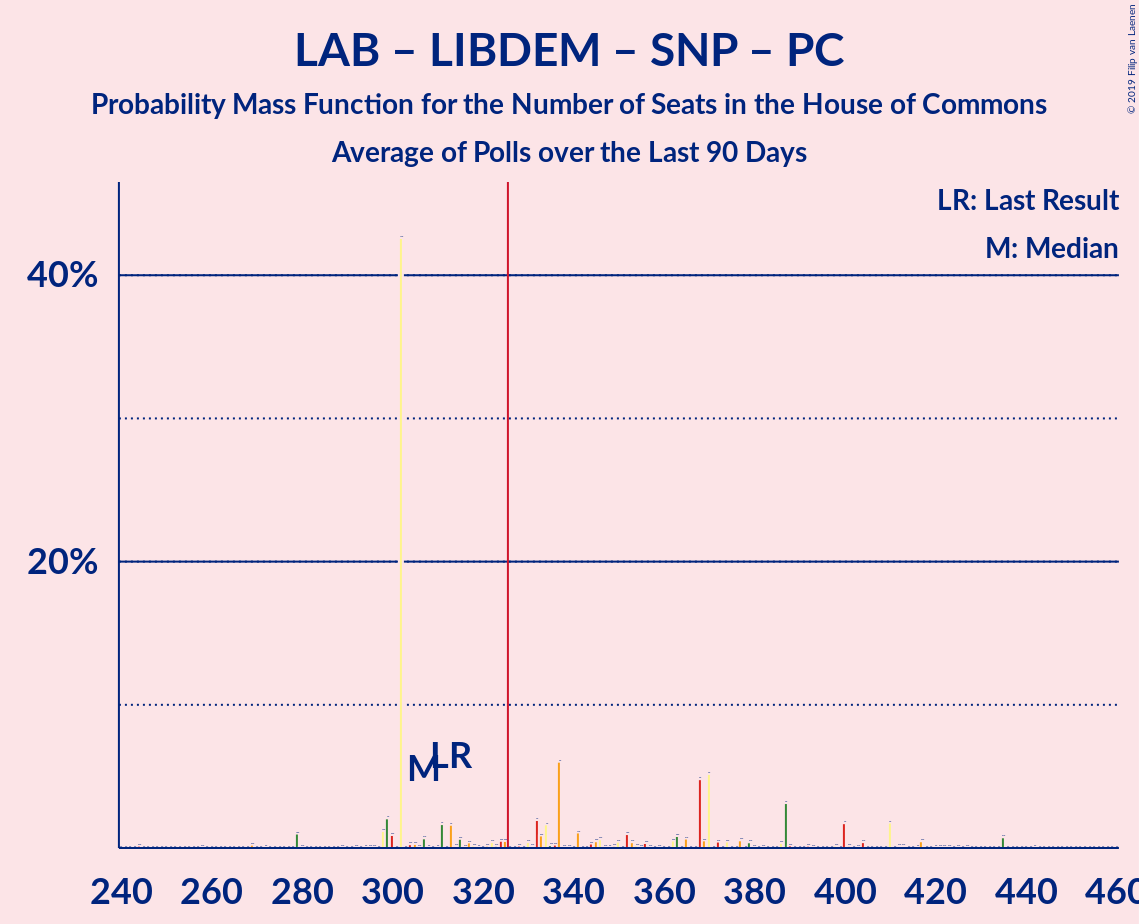 LAB – LIBDEM – SNP – PC
Probability Mass Function for the Number of Seats in the House of Commons
Average of Polls over the Last 90 Days
© 2019 Filip van Laenen
LR: Last Result
M: Median
40%
20%
M
LR
240 260 280 300 320 340 360 380 400 420 440 460